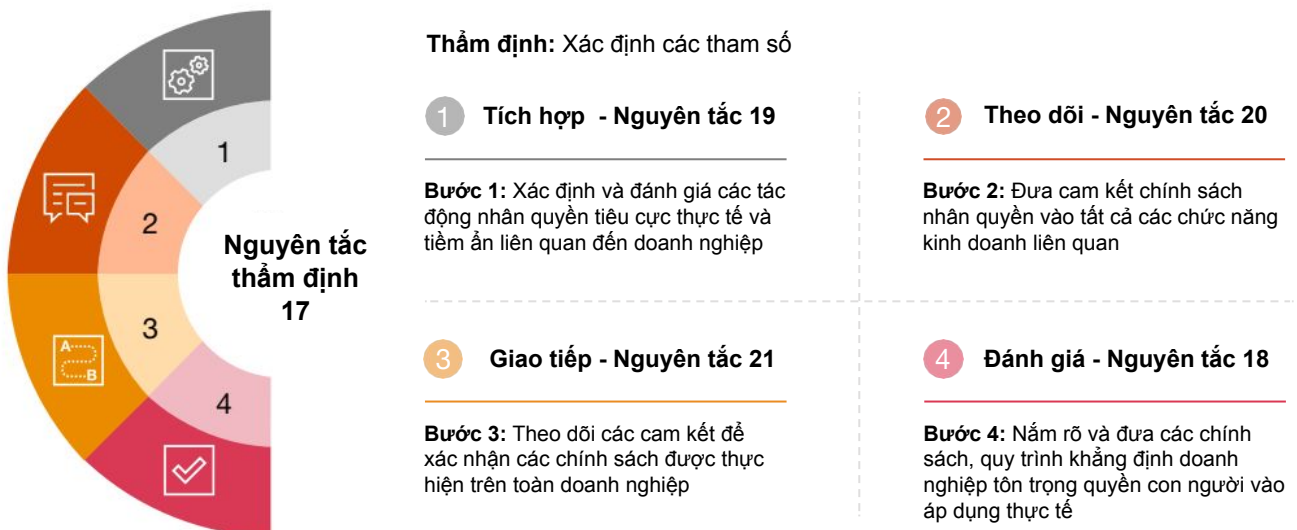 Thẩm định: Xác định các tham số
1
2
3
4
Nguyên tắc
thẩm định
17
A
B
1 Tích hợp - Nguyên tắc 19
Bước 1: Xác định và đánh giá các tác
động nhân quyền tiêu cực thực tế và
tiềm ẩn liên quan đến doanh nghiệp
2 Theo dõi - Nguyên tắc 20
Bước 2: Đưa cam kết chính sách
nhân quyền vào tất cả các chức năng
kinh doanh liên quan
3 Giao tiếp - Nguyên tắc 21
Bước 3: Theo dõi các cam kết để
xác nhận các chính sách được thực
hiện trên toàn doanh nghiệp
4 Đánh giá - Nguyên tắc 18
Bước 4: Nắm rõ và đưa các chính
sách, quy trình khẳng định doanh
nghiệp tôn trọng quyền con người vào
áp dụng thực tế